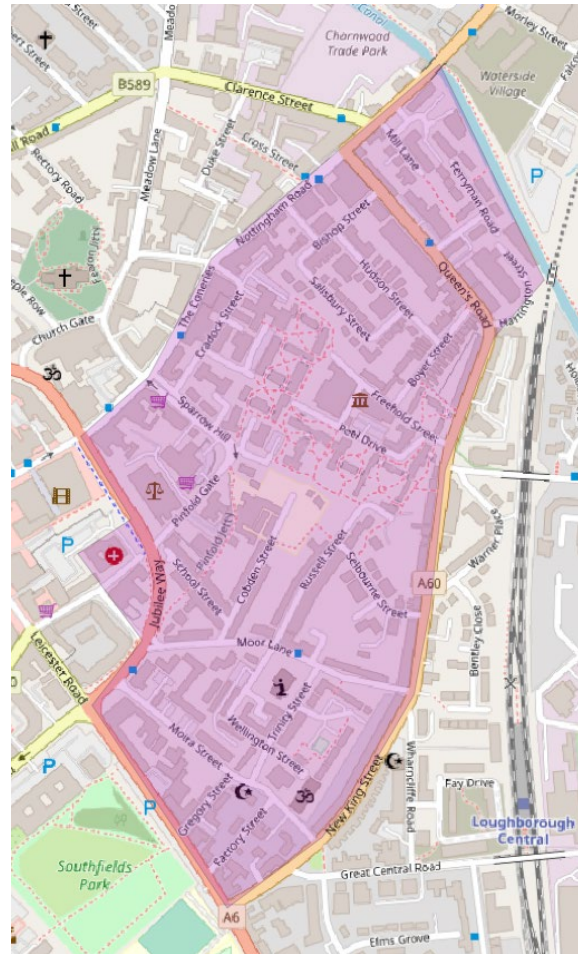 Canal
Morley Street
Charnwood
Trade Park
Waterside
Village
Meadow
B589
Clarence Street
Mill Lane
Ferryman Road
Duke Street
Cross Street
Meadow Lane
Rectory Road
P
Nottingham Road
Bishop Street
Hudson Street
Salisbury Street
Queen's Road
Hartington Street
Church Gate
The Coneries
Craddock Street
Bower Street
Freehold Street
Sparrow Hill
Peel Drive
Pinfold Gate
Pinfold Jetty
P
School Street
Cobden Street
Russell Street
Selbourne Street
Warner Place
A60
Jubilee Way
Moor Lane
Bentley Close
Leicester Road
Trinity Street
Wellington Street
Moira Street
P
P
Gregory Street
Factory Street
New King Street
Wharncliffe Road
Fay Drive
Loughborough
Central
Great Central Road
Southfields
Park
A6
Elms Grove